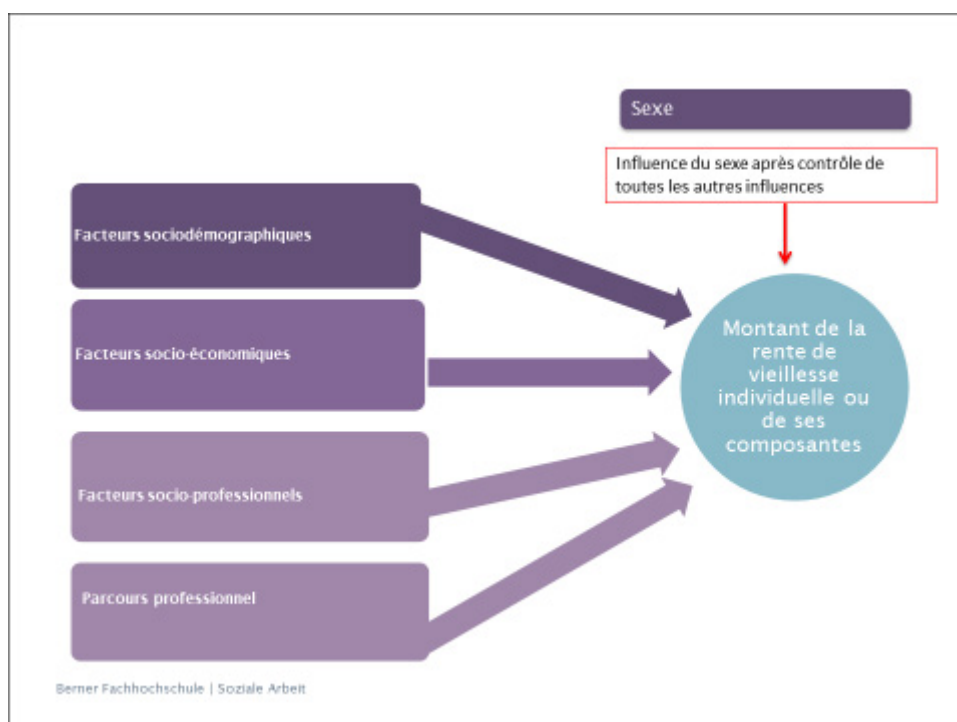 Sexe
Influence du sexe après contrôle de
toutes les autres influences
Facteurs sociodémographiques
Facteurs socio-économiques
Facteurs socio-professionnels
Parcours professionnel
Montant de la
rente de
vieillesse
individuelle ou
de ses
composantes
Berner Fachhochschule | Soziale Arbeit